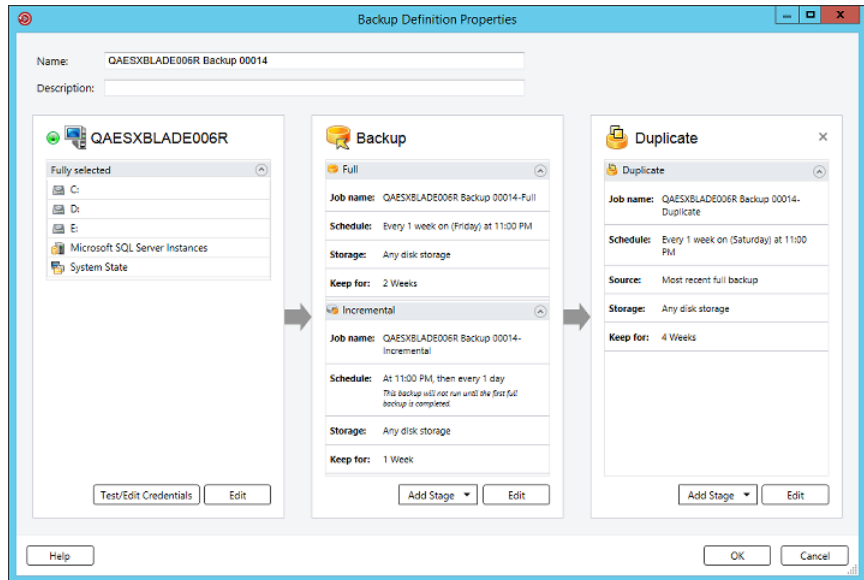 Backup Definition Properties
Name: QAESXBLADE006R Backup 00014
Description:
QAESXBLADE006R
Fully selected
C:
D:
E:
Microsoft SQL Server Instances
System State
Test/Edit Credentials Edit
Backup
Full
Job name: QAESXBLADE006R Backup 00014-Full
Schedule: Every 1 week on (Friday) at 11:00 PM
Storage: Any disk storage
Keep for: 2 Weeks
Incremental
Job name: QAESXBLADE006R Backup 00014-
Incremental
Schedule: At 11:00 PM, then every 1 day
This backup will not run until the first full
backup is completed.
Storage: Any disk storage
Keep for: 1 Week
Add Stage Edit
Duplicate
Duplicate
Job name: QAESXBLADE006R Backup 00014-
Duplicate
Schedule: Every 1 week on (Saturday) at 11:00
PM
Source: Most recent full backup
Storage: Any disk storage
Keep for: 4 Weeks
Add Stage Edit
Help OK Cancel